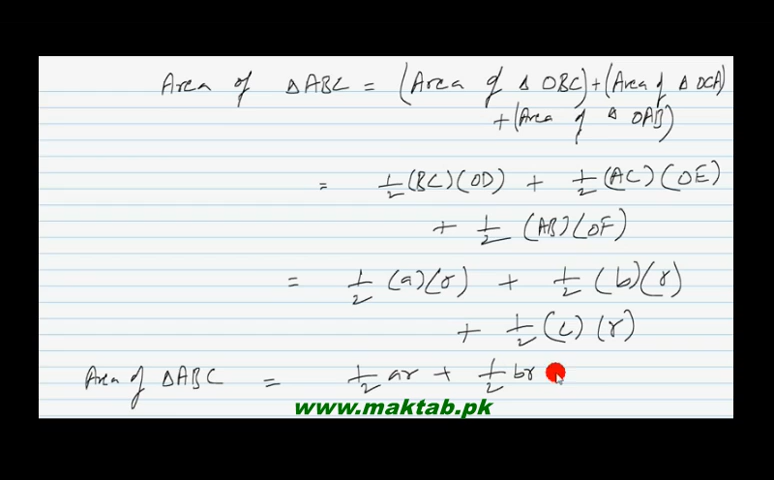 Area of Δ ABC = (Area of Δ OBC) + (Area of Δ OCA)
+ (Area of Δ OAB)
= 1/2 (BC)(OD) + 1/2 (AC)(OE)
+ 1/2 (AB)(OF)
= 1/2 (a)(r) + 1/2 (b)(r)
+ 1/2 (c)(r)
Area of Δ ABC = 1/2 ar + 1/2 br
www.maktab.pk